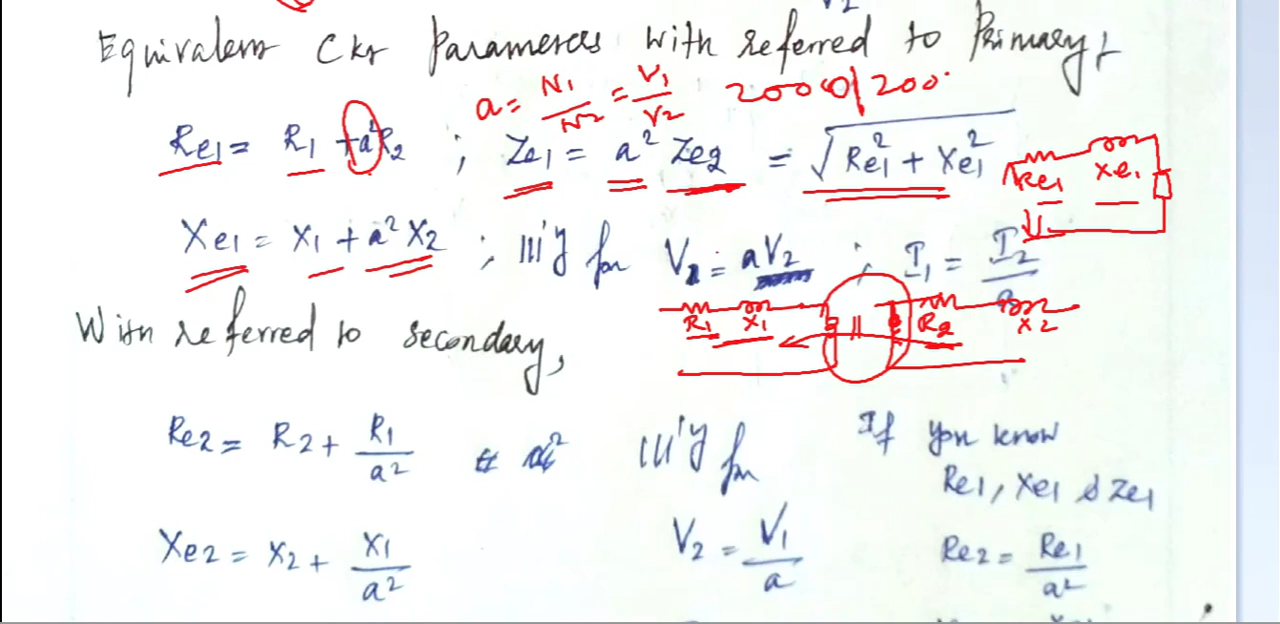 Equivalent Ckt Parameters with referred to Primary,
a = N1/N2 = V1/V2 2000/200
Re1 = R1 + a²R2 ; Ze1 = a² Ze2 = √Re1² + Xe1²
Re1 Xe1
Xe1 = X1 + a² X2 ; |||'y for V1 = aV2 ; I1 = I2/a
R1 X1 R2 X2
With referred to secondary,
Re2 = R2 + R1/a² |||'y for If you know
Re1, Xe1 & Ze1
Xe2 = X2 + X1/a² V2 = V1/a Re2 = Re1/a²